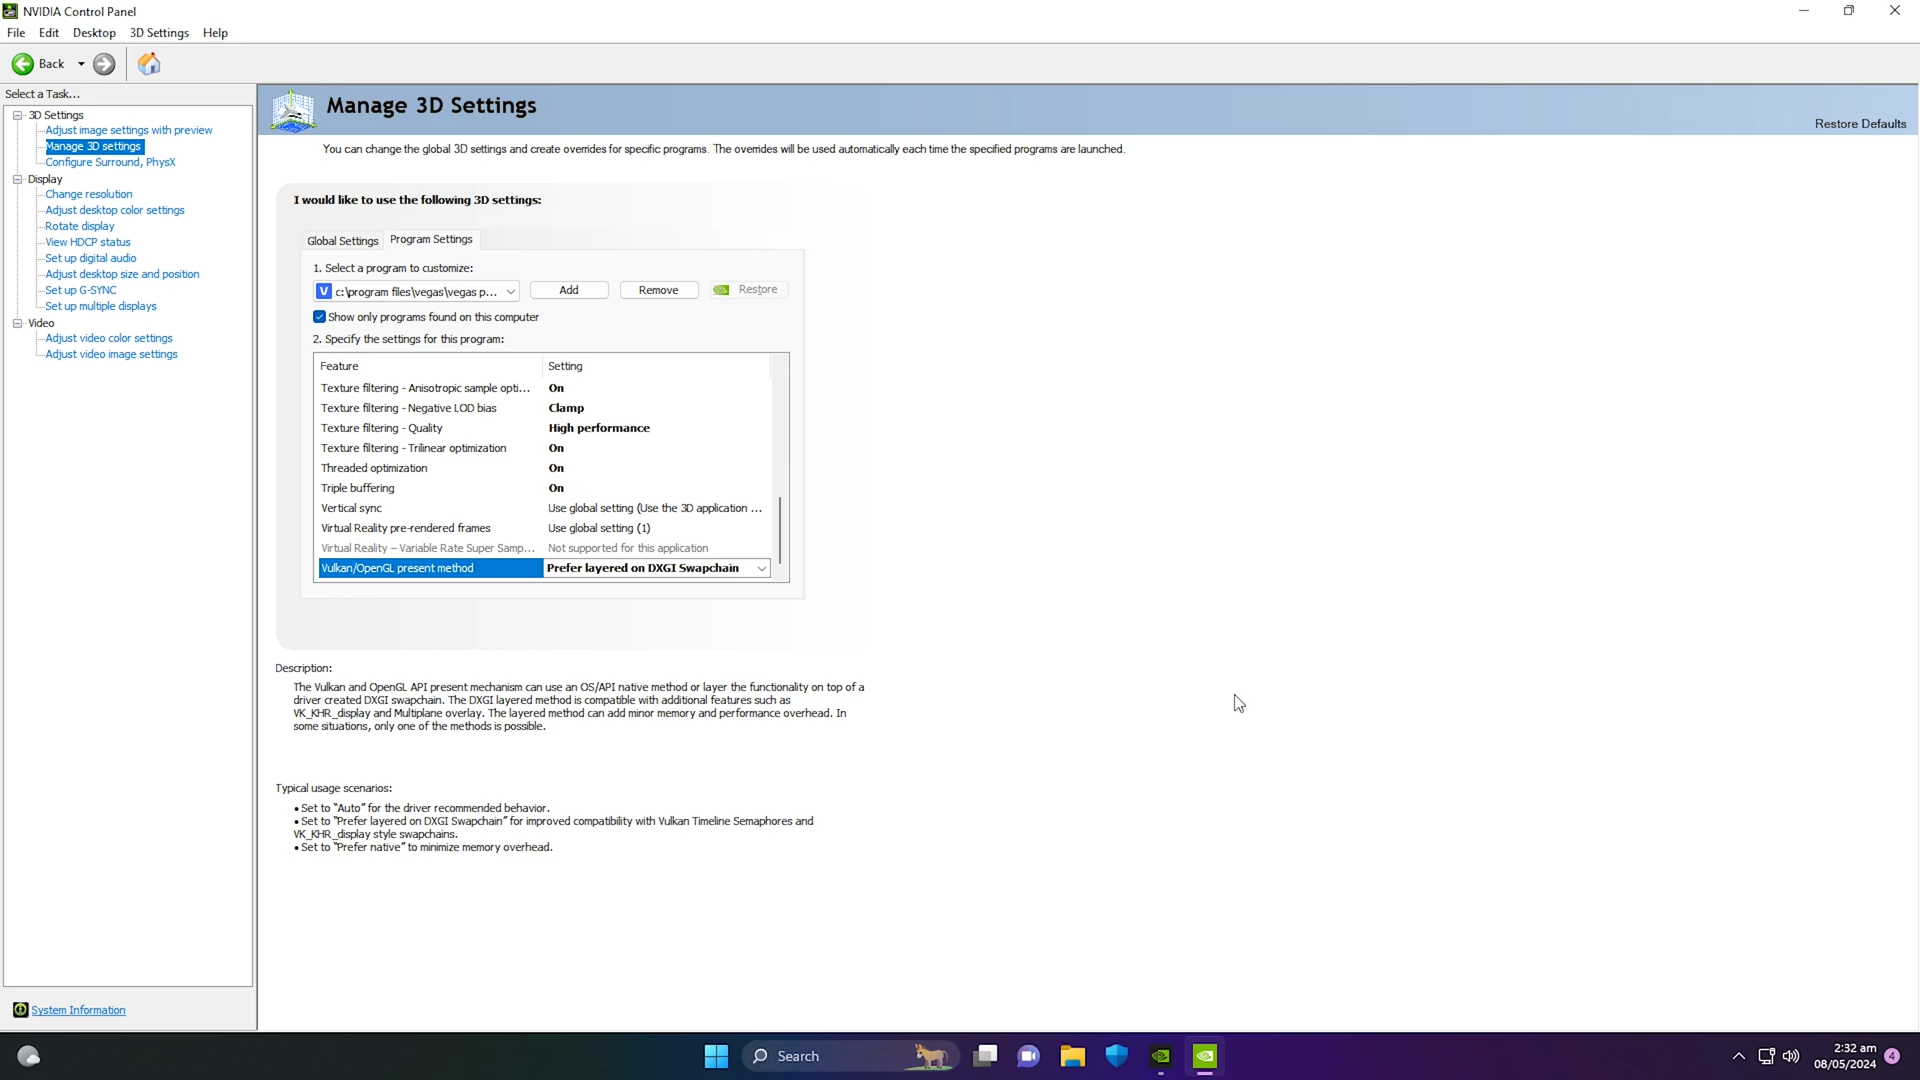 NVIDIA Control Panel
File Edit Desktop 3D Settings Help
Back
Select a Task...
3D Settings
Adjust image settings with preview
Manage 3D settings
Configure Surround, PhysX
Display
Change resolution
Adjust desktop color settings
Rotate display
View HDCP status
Set up digital audio
Adjust desktop size and position
Set up G-SYNC
Set up multiple displays
Video
Adjust video color settings
Adjust video image settings
System Information
Manage 3D Settings
Restore Defaults
You can change the global 3D settings and create overrides for specific programs. The overrides will be used automatically each time the specified programs are launched.
I would like to use the following 3D settings:
Global Settings Program Settings
1. Select a program to customize:
V c:\program files\vegas\vegas p... Add Remove Restore
Show only programs found on this computer
2. Specify the settings for this program:
Feature Setting
Texture filtering - Anisotropic sample opti... On
Texture filtering - Negative LOD bias Clamp
Texture filtering - Quality High performance
Texture filtering - Trilinear optimization On
Threaded optimization On
Triple buffering On
Vertical sync Use global setting (Use the 3D application ...
Virtual Reality pre-rendered frames Use global setting (1)
Virtual Reality – Variable Rate Super Samp... Not supported for this application
Vulkan/OpenGL present method Prefer layered on DXGI Swapchain
Description:
The Vulkan and OpenGL API present mechanism can use an OS/API native method or layer the functionality on top of a
driver created DXGI swapchain. The DXGI layered method is compatible with additional features such as
VK_KHR_display and Multiplane overlay. The layered method can add minor memory and performance overhead. In
some situations, only one of the methods is possible.
Typical usage scenarios:
• Set to "Auto" for the driver recommended behavior.
• Set to "Prefer layered on DXGI Swapchain" for improved compatibility with Vulkan Timeline Semaphores and
VK_KHR_display style swapchains.
• Set to "Prefer native" to minimize memory overhead.
Search
2:32 am
08/05/2024
4